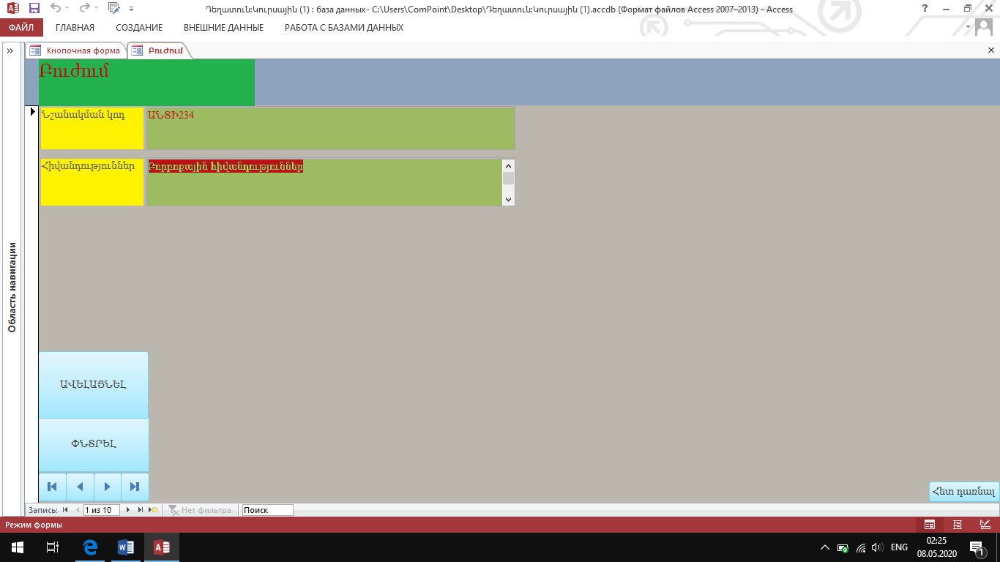 Դեղատուն:Կուրսային (1) : база данных- C:\Users\ComPoint\Desktop\Դեղատուն:Կուրսային (1).accdb (Формат файлов Access 2007–2013) - Access
ФАЙЛ ГЛАВНАЯ СОЗДАНИЕ ВНЕШНИЕ ДАННЫЕ РАБОТА С БАЗАМИ ДАННЫХ
Кнопочная форма Բուժում
Բուժում
Նշանակման կոդ ԱՆՏԻ234
Հիվանդություններ Բորբոքային հիվանդություններ
Область навигации
ԱՎԵԼԱՑՆԵԼ
ՓՆՏՐԵԼ
Հետ դառնալ
Запись: 1 из 10 Нет фильтра Поиск
Режим формы
ENG 02:25
08.05.2020
1